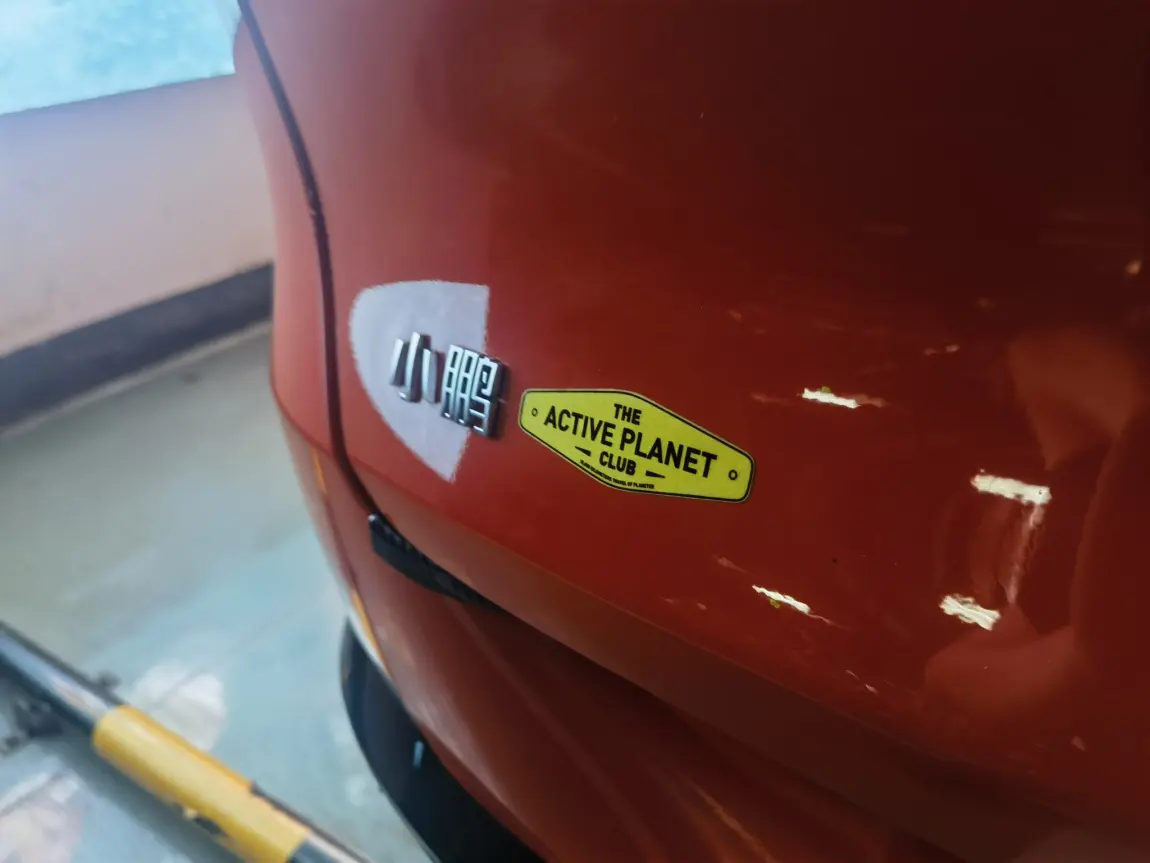 小鹏
THE
ACTIVE PLANET
CLUB